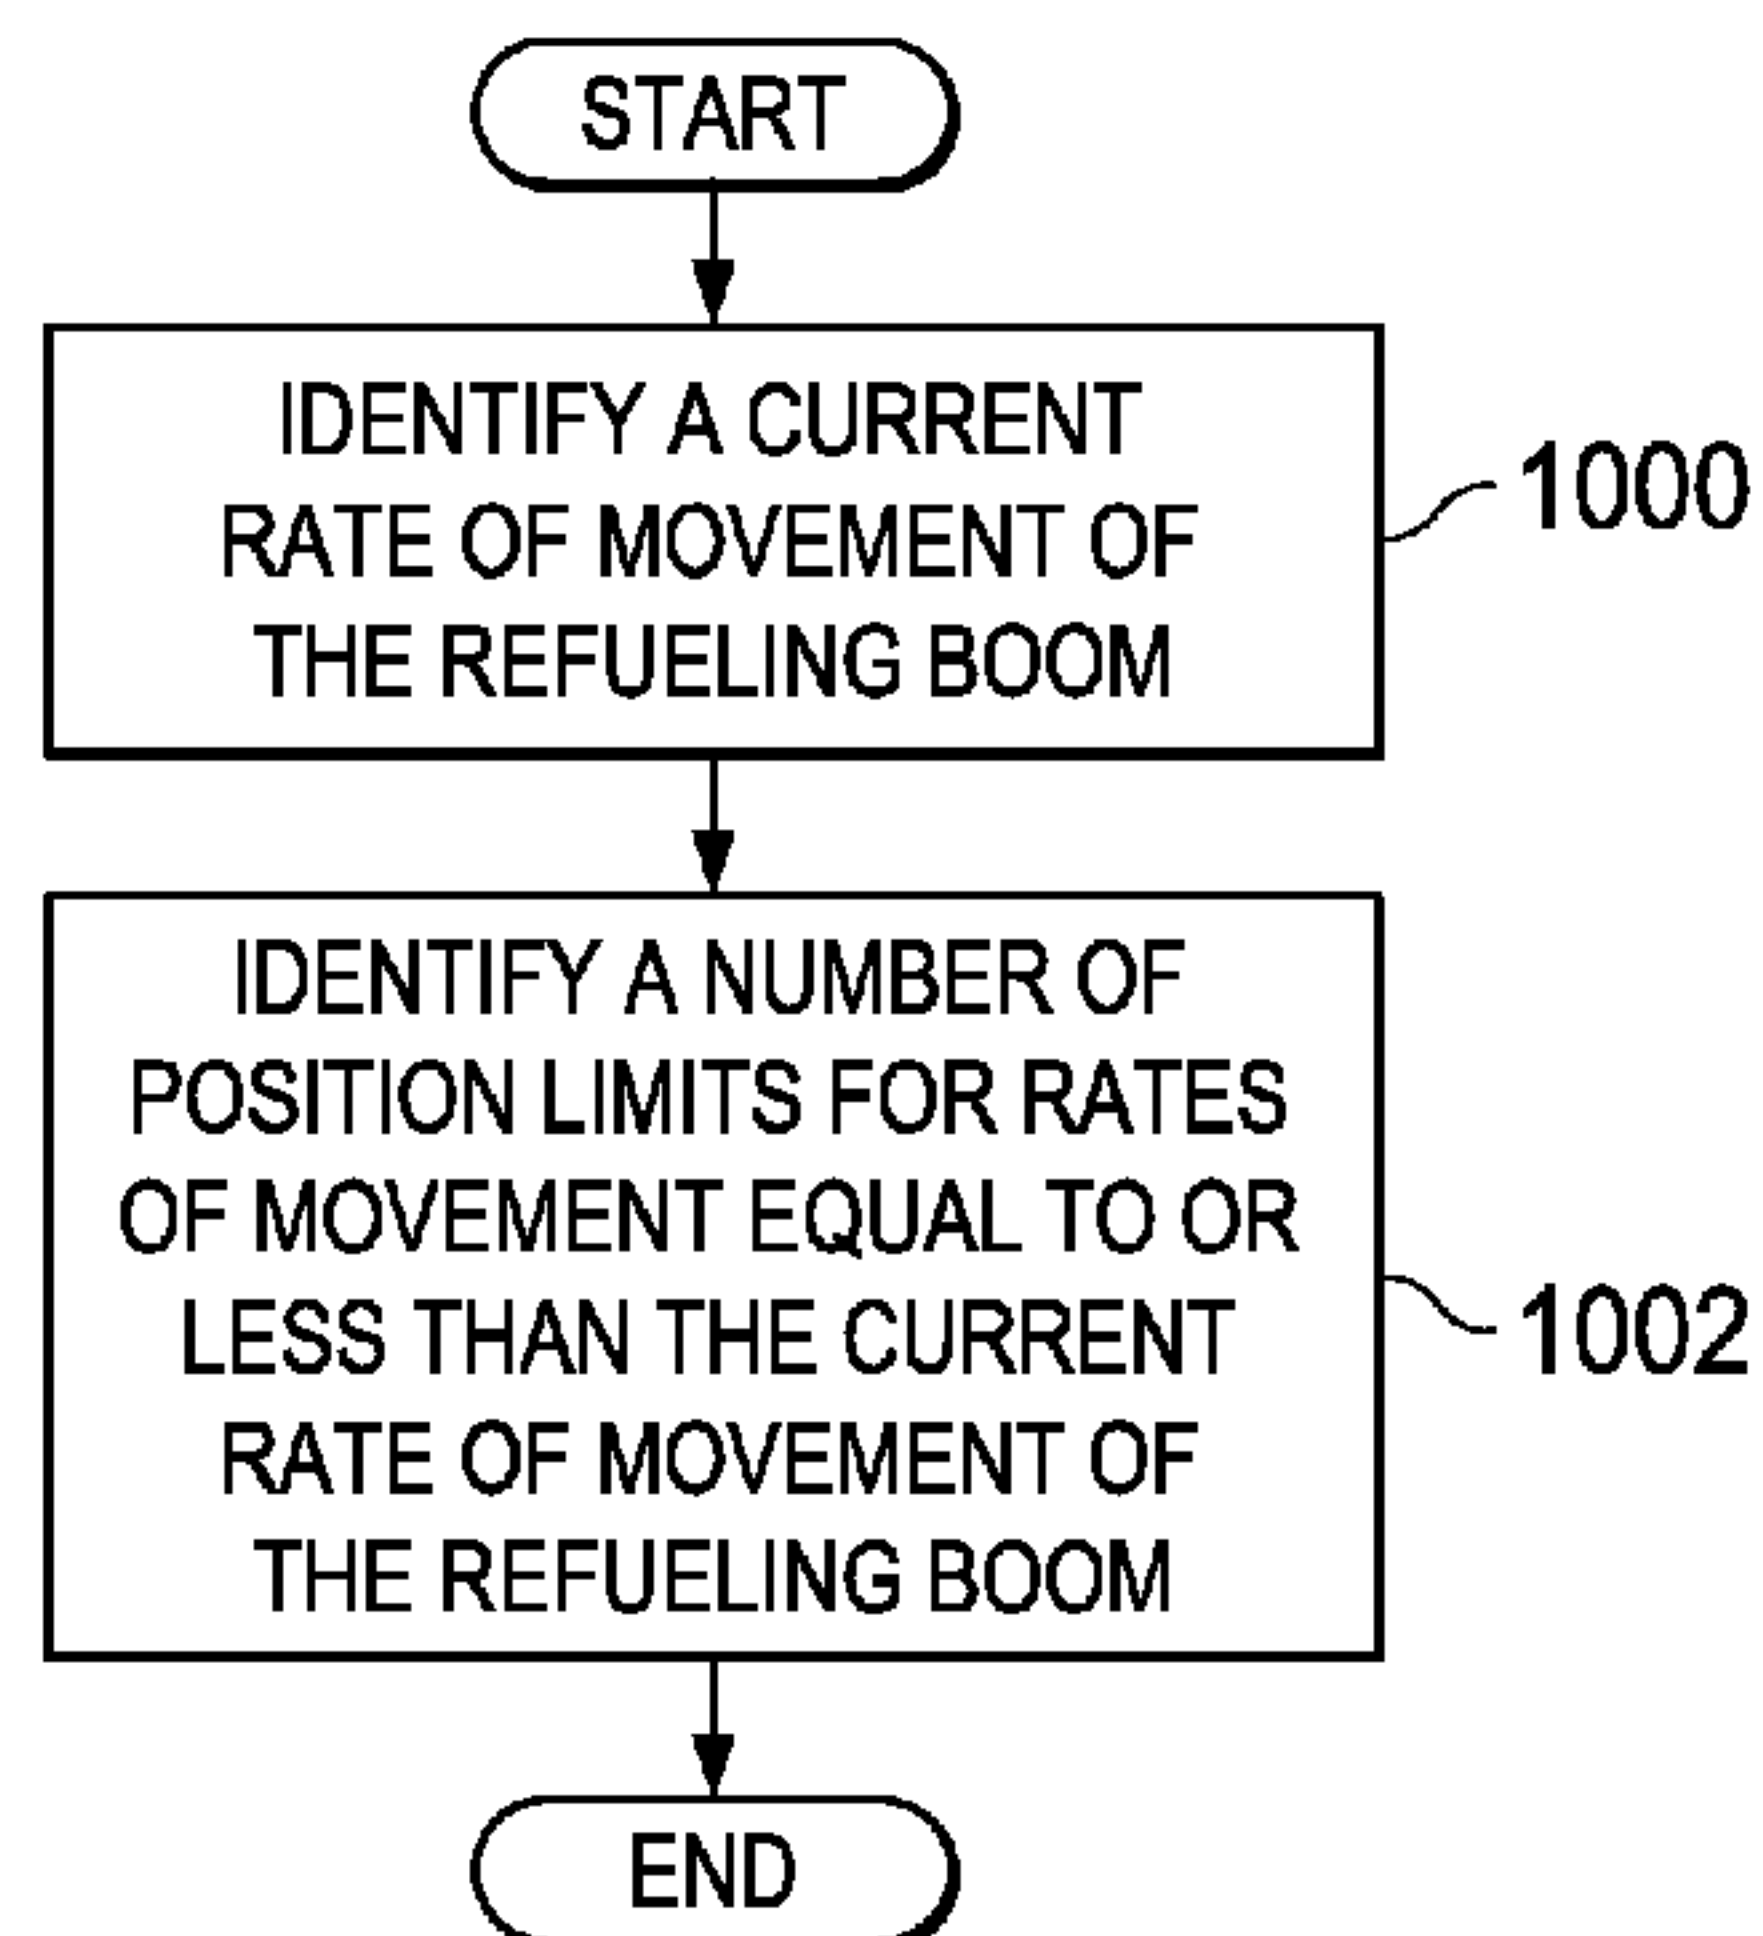 START
IDENTIFY A CURRENT
RATE OF MOVEMENT OF
THE REFUELING BOOM
1000
IDENTIFY A NUMBER OF
POSITION LIMITS FOR RATES
OF MOVEMENT EQUAL TO OR
LESS THAN THE CURRENT
RATE OF MOVEMENT OF
THE REFUELING BOOM
1002
END